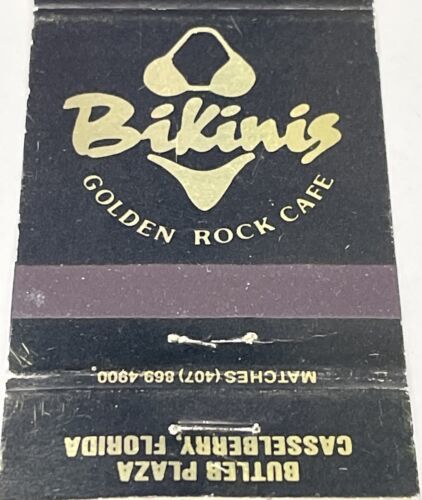 Bikinis
GOLDEN ROCK CAFE
MATCHES (407) 869-4900
BUTLER PLAZA
CASSELBERRY, FLORIDA